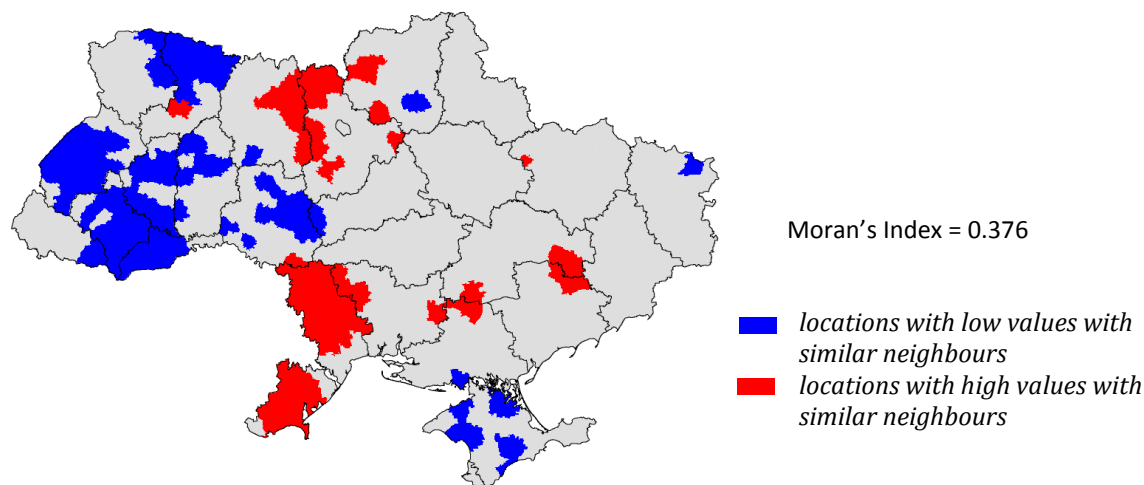 Moran’s Index = 0.376
locations with low values with
similar neighbours
locations with high values with
similar neighbours